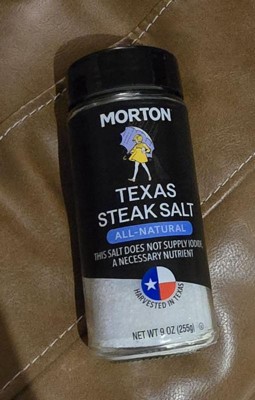 MORTON
TEXAS
STEAK SALT
ALL-NATURAL
THIS SALT DOES NOT SUPPLY IODIDE,
A NECESSARY NUTRIENT
HARVESTED IN TEXAS
NET WT 9 OZ (255g)